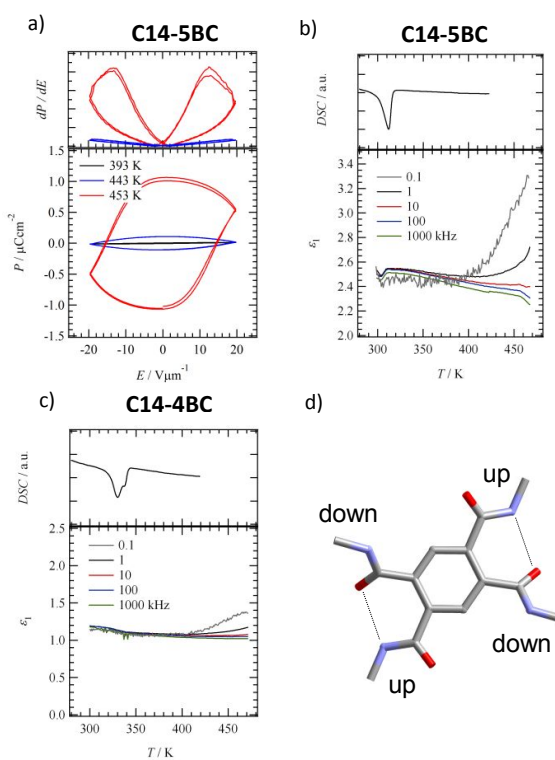 a)
C14-5BC
dP / dE
1.5
1.0
0.5
0.0
-0.5
-1.0
393 K
443 K
453 K
P / μCcm⁻²
-20 -10 0 10 20
E / Vμm⁻¹
b)
C14-5BC
DSC / a.u.
3.4
3.2
3.0
2.8
2.6
2.4
2.2
2.0
0.1
1
10
100
1000 kHz
ε₁
300 350 400 450
T / K
c)
C14-4BC
DSC / a.u.
2.5
2.0
1.5
1.0
0.5
0.0
0.1
1
10
100
1000 kHz
ε₁
300 350 400 450
T / K
d)
up
down
down
up